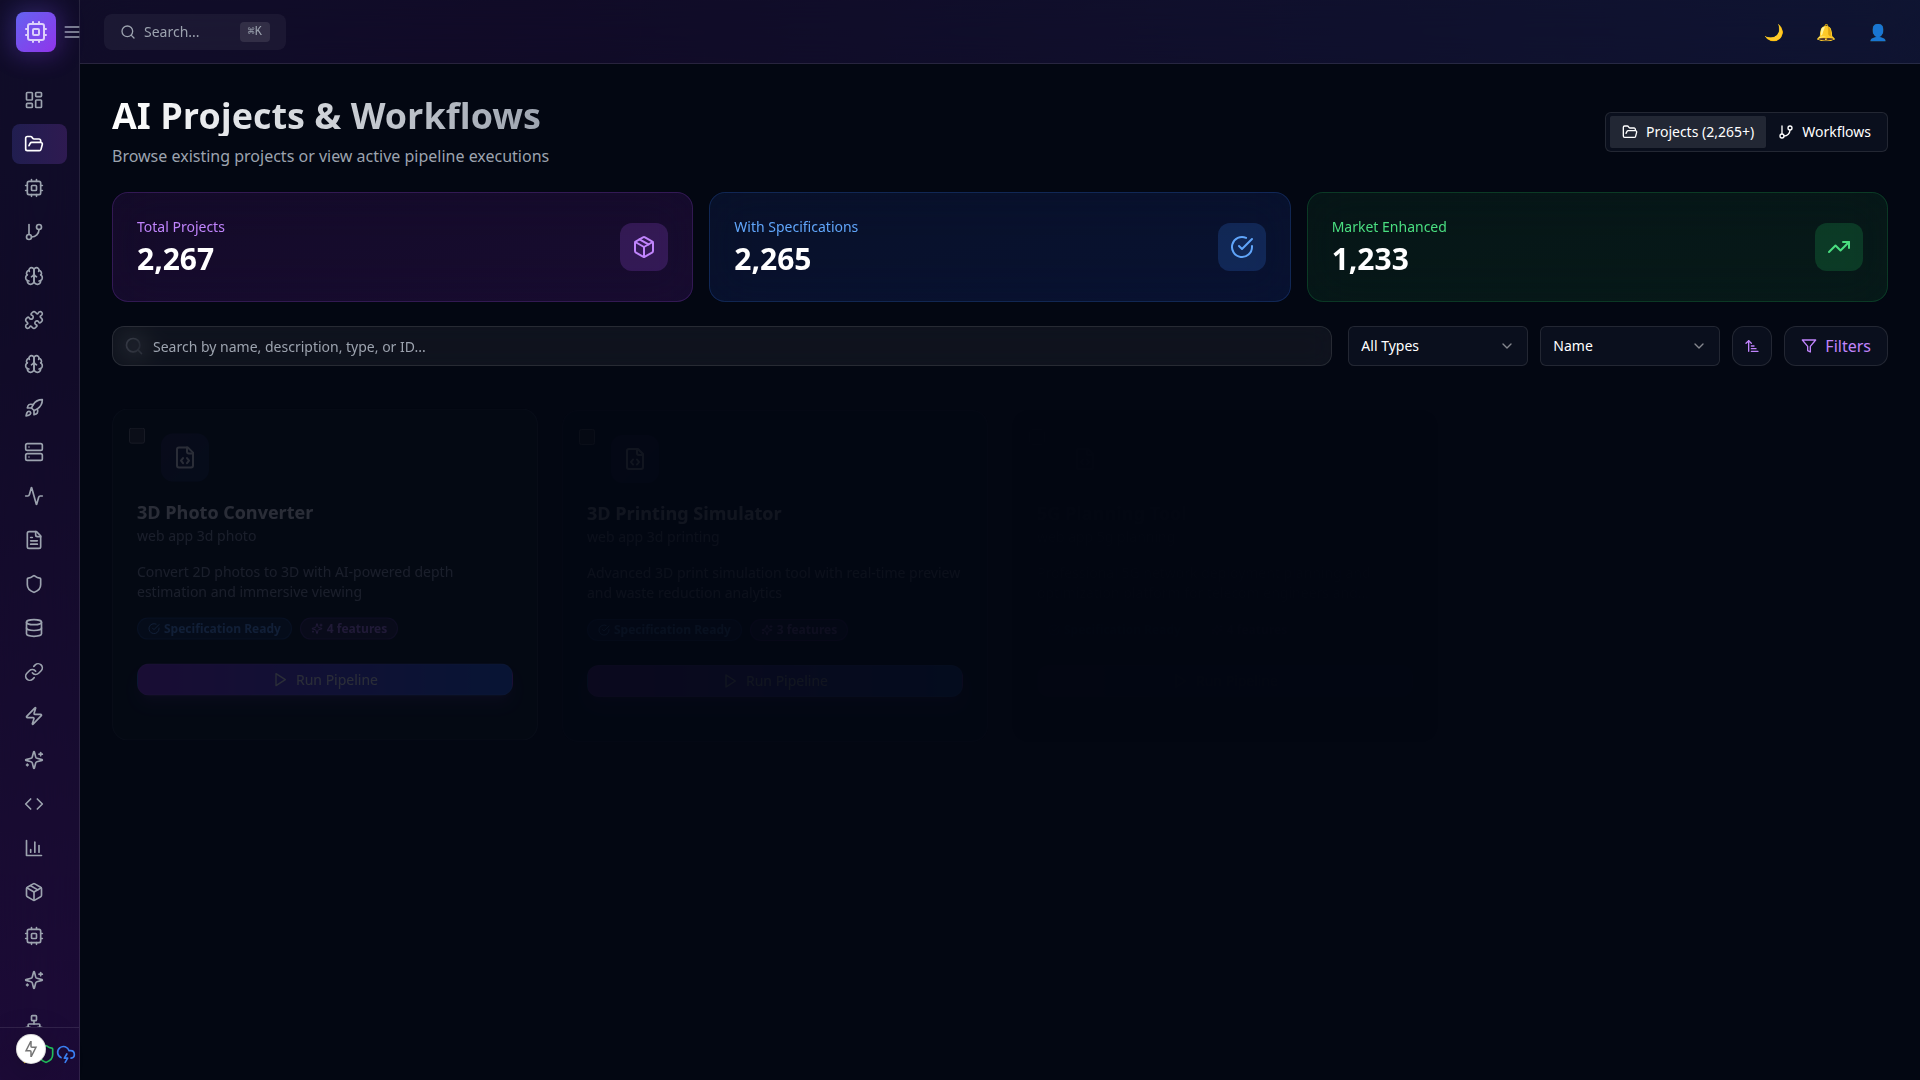 Search...
⌘K
AI Projects & Workflows
Browse existing projects or view active pipeline executions
Projects (2,265+)
Workflows
Total Projects
2,267
With Specifications
2,265
Market Enhanced
1,233
Search by name, description, type, or ID...
All Types
Name
Filters
3D Photo Converter
web app 3d photo
Convert 2D photos to 3D with AI-powered depth
estimation and immersive viewing
Specification Ready
4 features
Run Pipeline
3D Printing Simulator
web app 3d printing
Advanced 3D print simulation tool with real-time preview
and waste reduction analytics
Specification Ready
3 features
Run Pipeline